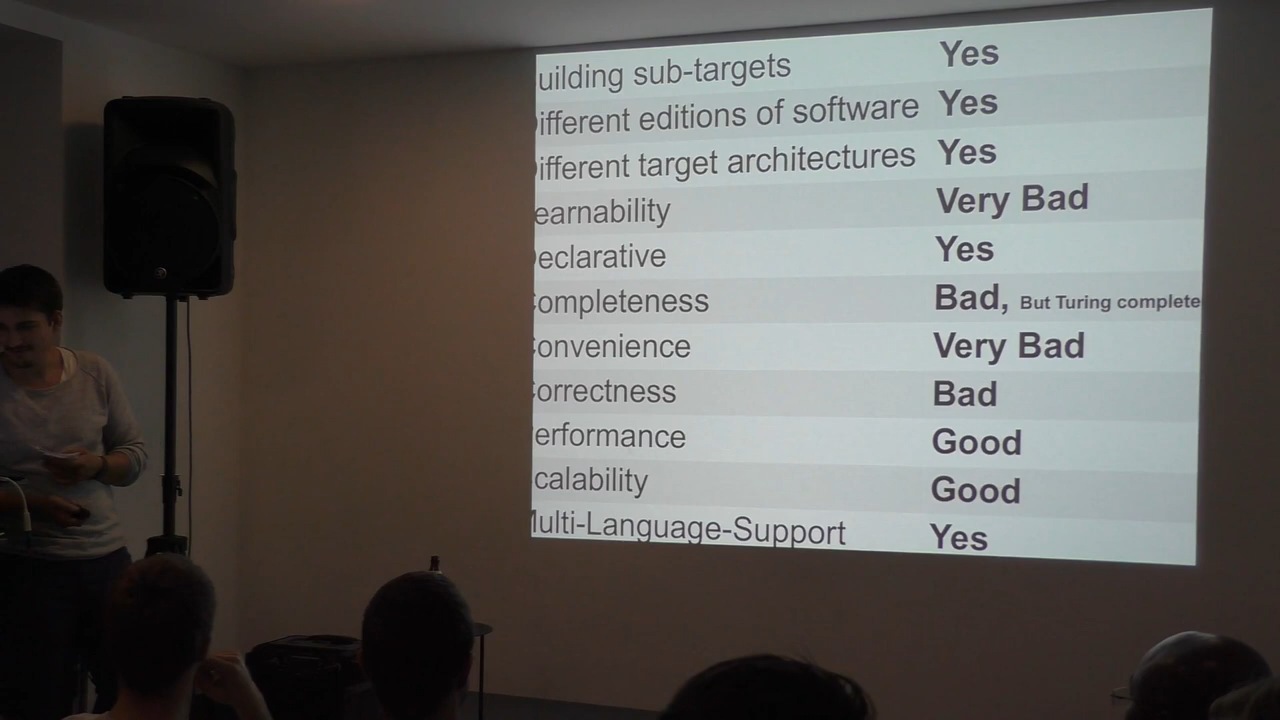 uilding sub-targets Yes
ifferent editions of software Yes
ifferent target architectures Yes
earnability Very Bad
eclarative Yes
ompleteness Bad, But Turing complete
onvenience Very Bad
orrectness Bad
erformance Good
calability Good
ulti-Language-Support Yes